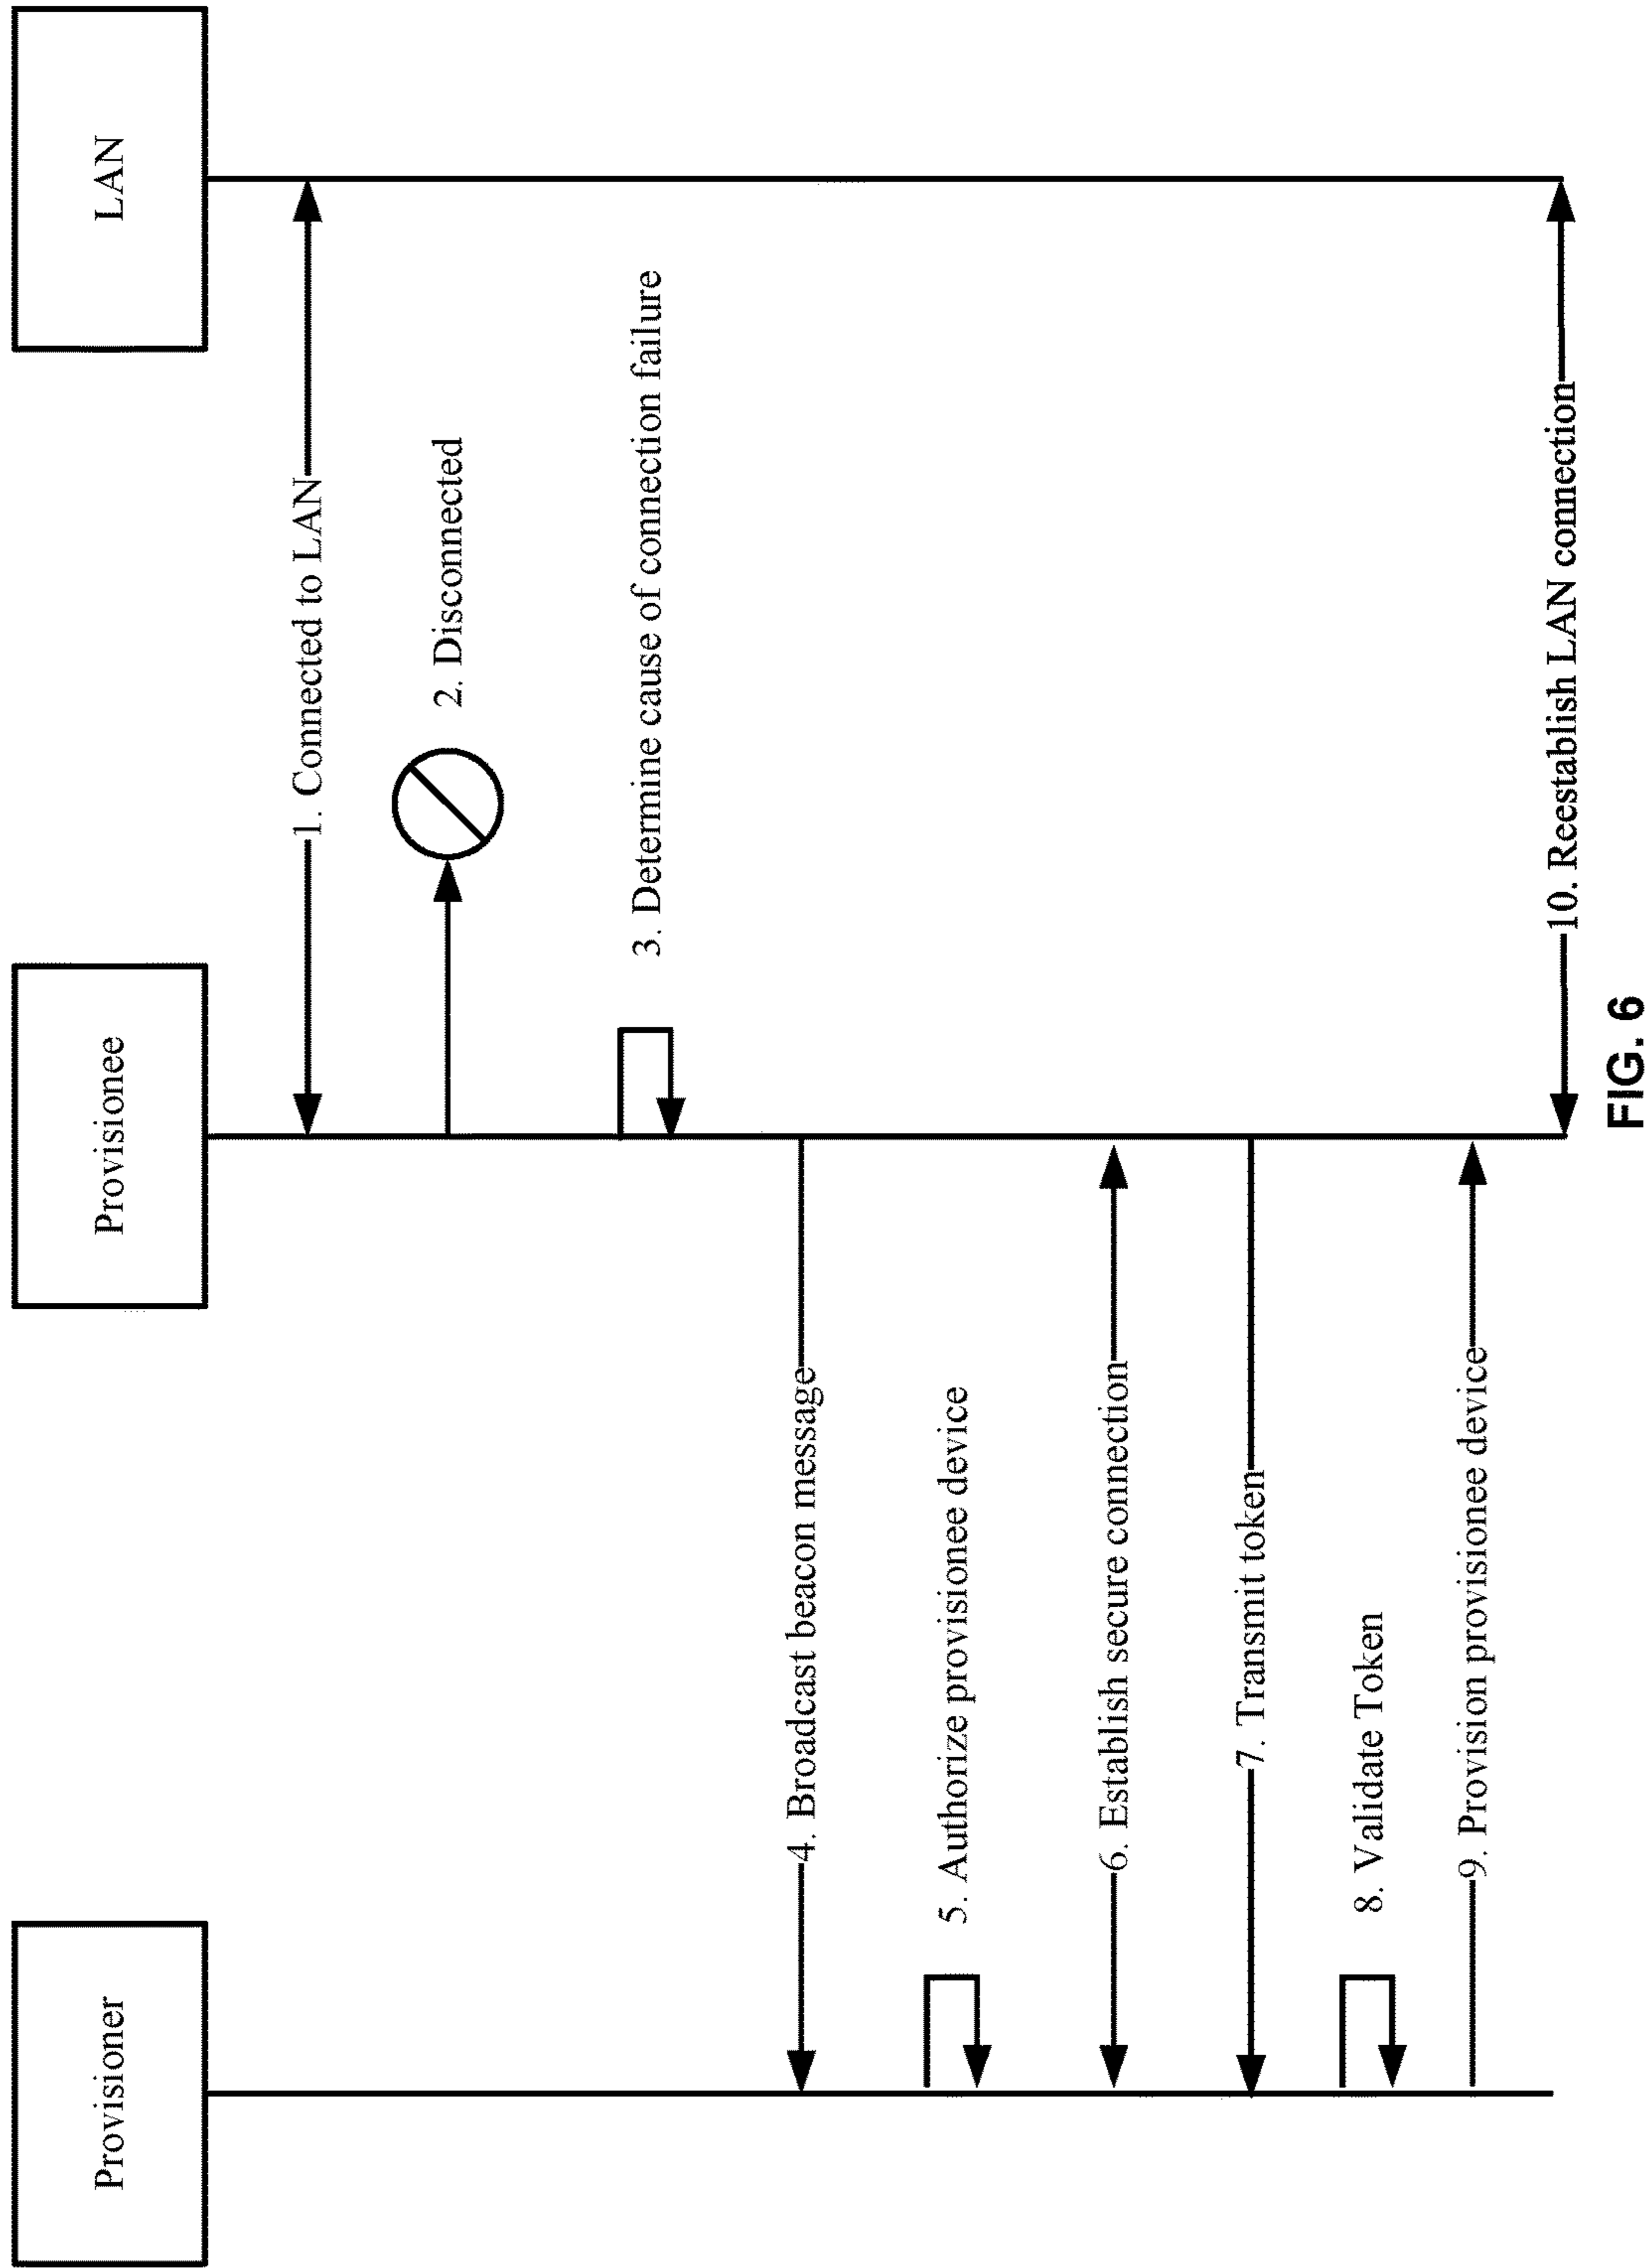 Provisioner
Provisionee
LAN
1. Connected to LAN
2. Disconnected
3. Determine cause of connection failure
4. Broadcast beacon message
5. Authorize provisionee device
6. Establish secure connection
7. Transmit token
8. Validate Token
9. Provision provisionee device
10. Reestablish LAN connection
FIG. 6